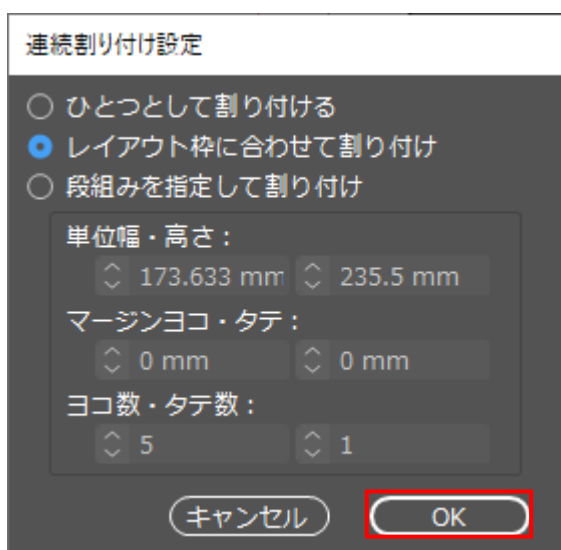 連続割り付け設定
ひとつとして割り付ける
レイアウト枠に合わせて割り付け
段組みを指定して割り付け
単位幅・高さ：
173.633 mm 235.5 mm
マージンヨコ・タテ：
0 mm 0 mm
ヨコ数・タテ数：
5 1
キャンセル OK